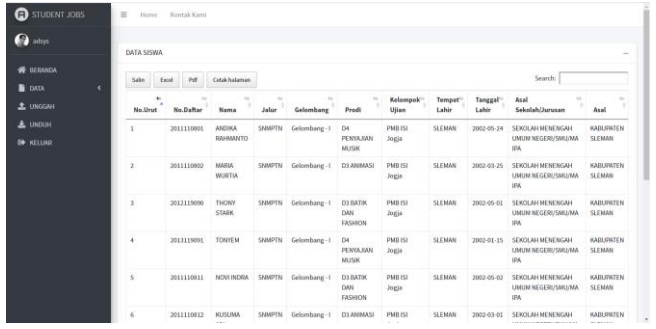 STUDENT JOBS
Home Kontak Kami
adsys
BERANDA
DATA
UNGGAH
UNDUH
KELUAR
DATA SISWA
Salin Excel Pdf Cetak halaman
Search:
No.Urut No.Daftar Nama Jalur Gelombang Prodi Kelompok Ujian Tempat Lahir Tanggal Lahir Asal Sekolah/Jurusan Asal
1 2011110801 ANDIKA RAHMANTO SNMPTN Gelombang - I D4 PENYAJIAN MUSIK PMB ISI Jogja SLEMAN 2002-05-24 SEKOLAH MENENGAH UMUM NEGERI/SMU/MA IPA KABUPATEN SLEMAN
2 2011110802 MARIA WURTIA SNMPTN Gelombang - I D3 ANIMASI PMB ISI Jogja SLEMAN 2002-03-25 SEKOLAH MENENGAH UMUM NEGERI/SMU/MA IPA KABUPATEN SLEMAN
3 2012119090 THONY STARK SNMPTN Gelombang - I D3 BATIK DAN FASHION PMB ISI Jogja SLEMAN 2002-05-01 SEKOLAH MENENGAH UMUM NEGERI/SMU/MA IPA KABUPATEN SLEMAN
4 2013119091 TONYEM SNMPTN Gelombang - I D4 PENYAJIAN MUSIK PMB ISI Jogja SLEMAN 2002-01-15 SEKOLAH MENENGAH UMUM NEGERI/SMU/MA IPA KABUPATEN SLEMAN
5 2011110811 NOVI INDRA SNMPTN Gelombang - I D3 BATIK DAN FASHION PMB ISI Jogja SLEMAN 2002-05-02 SEKOLAH MENENGAH UMUM NEGERI/SMU/MA IPA KABUPATEN SLEMAN
6 2011110812 KUSUMA SNMPTN Gelombang - I D3 ANIMASI PMB ISI SLEMAN 2002-03-01 SEKOLAH MENENGAH KABUPATEN